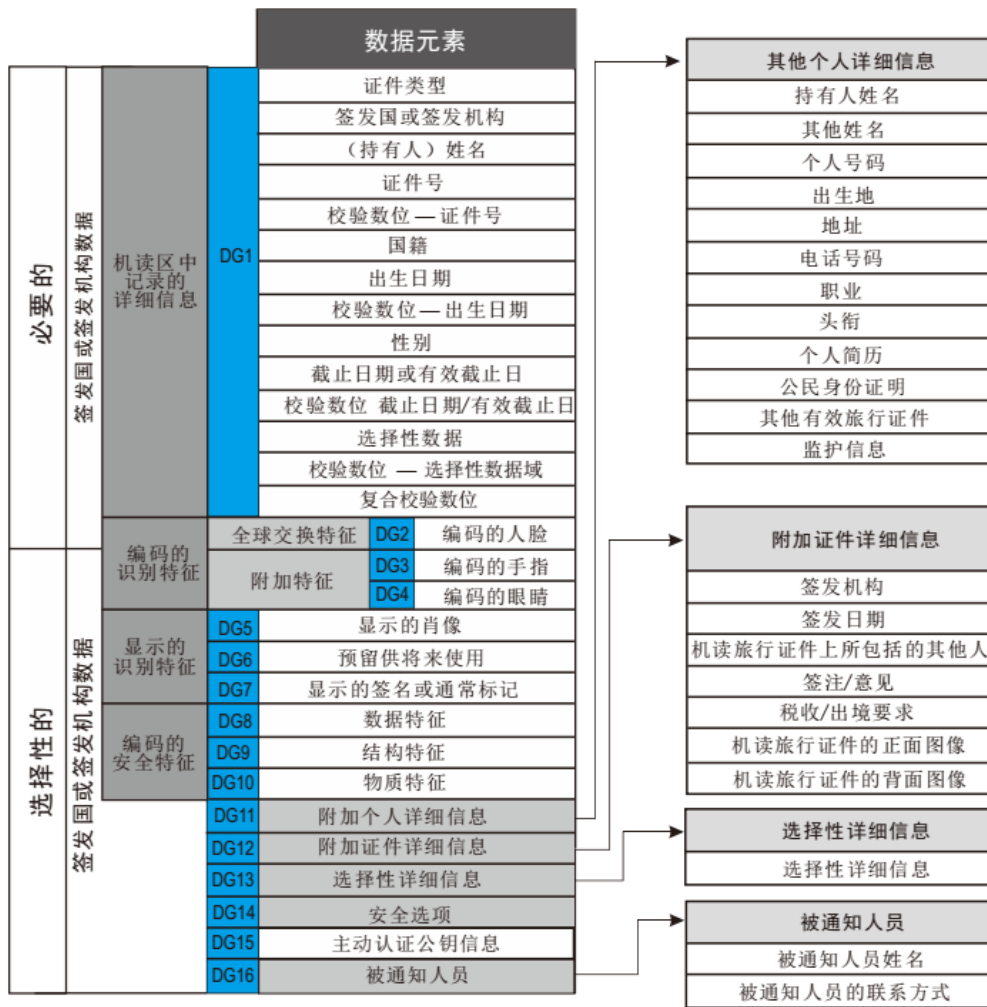 数据元素
必要的
签发国或签发机构数据
机读区中
记录的
详细信息
DG1
证件类型
签发国或签发机构
（持有人）姓名
证件号
校验数位 — 证件号
国籍
出生日期
校验数位—出生日期
性别
截止日期或有效截止日
校验数位 截止日期/有效截止日
选择性数据
校验数位 — 选择性数据域
复合校验数位
选择性的
签发国或签发机构数据
编码的
识别特征
全球交换特征
DG2
编码的人脸
附加特征
DG3
编码的手指
DG4
编码的眼睛
显示的
识别特征
DG5
显示的肖像
DG6
预留供将来使用
DG7
显示的签名或通常标记
编码的
安全特征
DG8
数据特征
DG9
结构特征
DG10
物质特征
DG11
附加个人详细信息
DG12
附加证件详细信息
DG13
选择性详细信息
DG14
安全选项
DG15
主动认证公钥信息
DG16
被通知人员
其他个人详细信息
持有人姓名
其他姓名
个人号码
出生地
地址
电话号码
职业
头衔
个人简历
公民身份证明
其他有效旅行证件
监护信息
附加证件详细信息
签发机构
签发日期
机读旅行证件上所包括的其他人
签注/意见
税收/出境要求
机读旅行证件的正面图像
机读旅行证件的背面图像
选择性详细信息
选择性详细信息
被通知人员
被通知人员姓名
被通知人员的联系方式